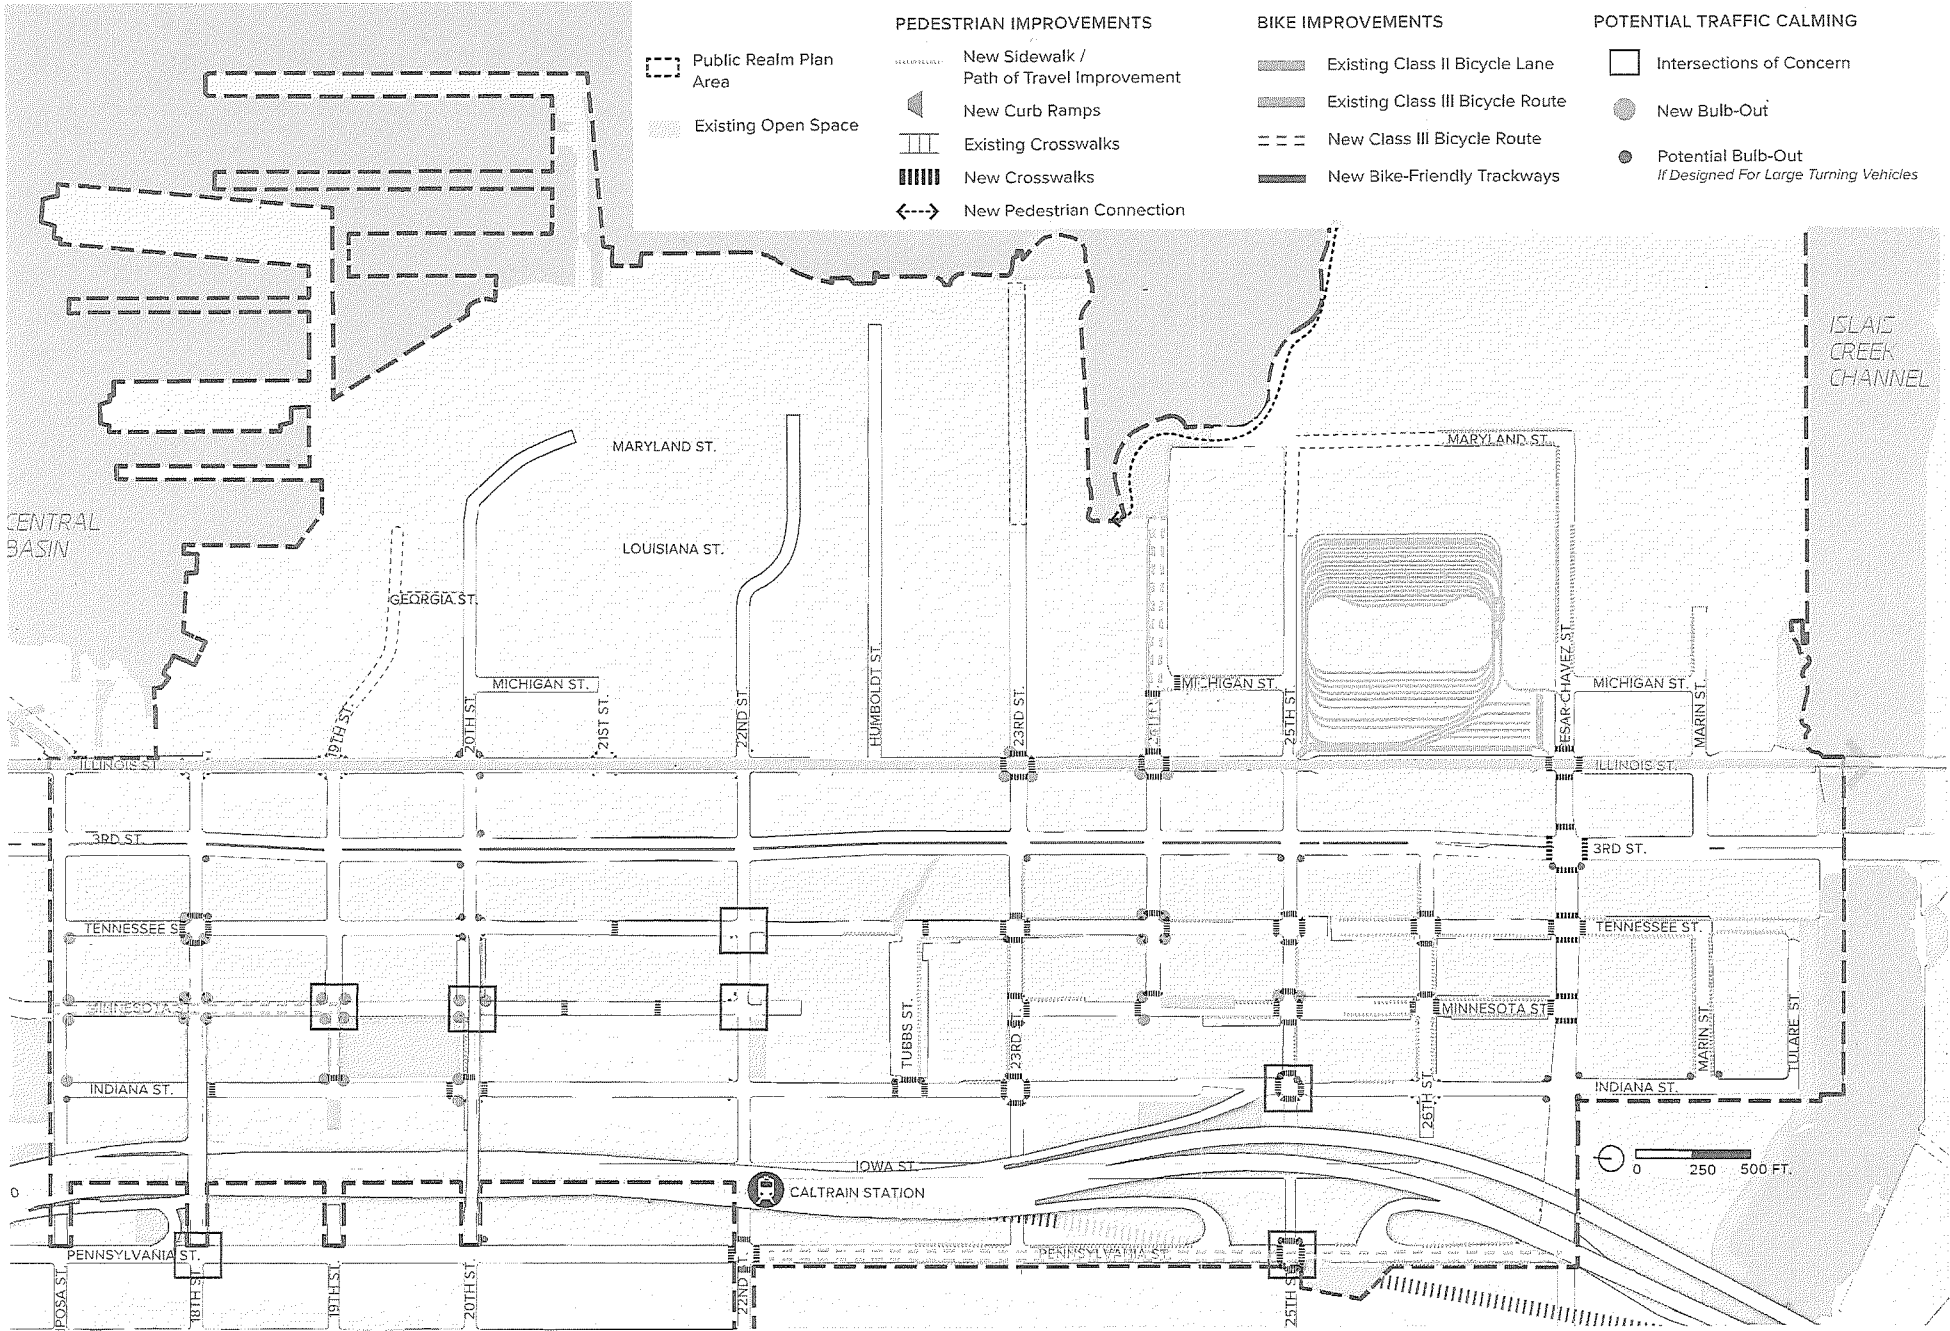 PEDESTRIAN IMPROVEMENTS
New Sidewalk /
Path of Travel Improvement
New Curb Ramps
Existing Crosswalks
New Crosswalks
New Pedestrian Connection
BIKE IMPROVEMENTS
Existing Class II Bicycle Lane
Existing Class III Bicycle Route
New Class III Bicycle Route
New Bike-Friendly Trackways
POTENTIAL TRAFFIC CALMING
Intersections of Concern
New Bulb-Out
Potential Bulb-Out
If Designed For Large Turning Vehicles
Public Realm Plan
Area
Existing Open Space
ISLAIS
CREEK
CHANNEL
CENTRAL
BASIN
MARYLAND ST.
MARYLAND ST.
LOUISIANA ST.
GEORGIA ST.
MICHIGAN ST.
MICHIGAN ST.
MICHIGAN ST.
19TH ST.
20TH ST.
21ST ST.
22ND ST.
HUMBOLDT ST.
23RD ST.
25TH ST.
ESAR CHAVEZ ST.
MARIN ST.
ILLINOIS ST.
ILLINOIS ST.
3RD ST.
3RD ST.
TENNESSEE S
TENNESSEE ST.
MINNESOTA S
MINNESOTA ST
TUBBS ST.
23RD ST.
MARIN ST.
TULARE ST.
INDIANA ST.
INDIANA ST.
26TH ST.
IOWA ST.
CALTRAIN STATION
0 250 500 FT.
PENNSYLVANIA ST.
PENNSYLVANIA ST.
POSA ST.
18TH ST.
19TH ST.
20TH ST.
22ND
25TH ST.